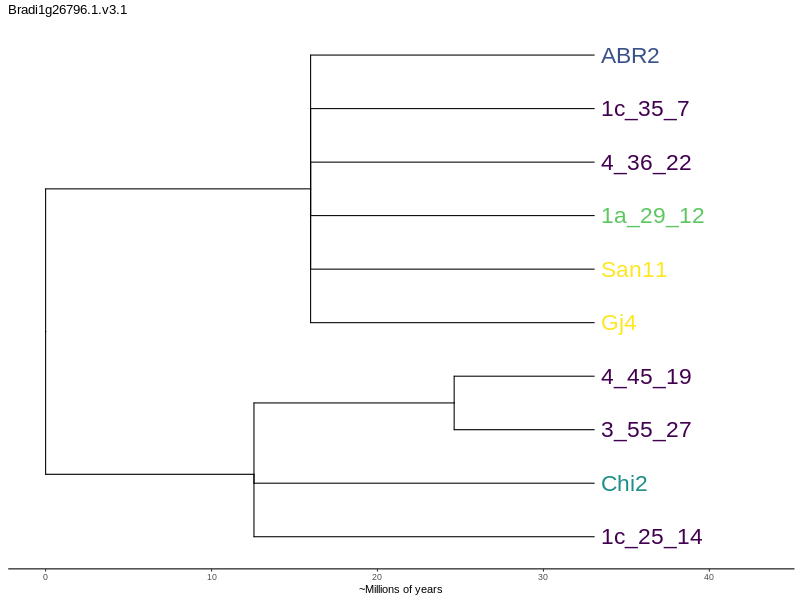 Bradi1g26796.1.v3.1
ABR2
1c_35_7
4_36_22
1a_29_12
San11
Gj4
4_45_19
3_55_27
Chi2
1c_25_14
0 10 20 30 40
~Millions of years